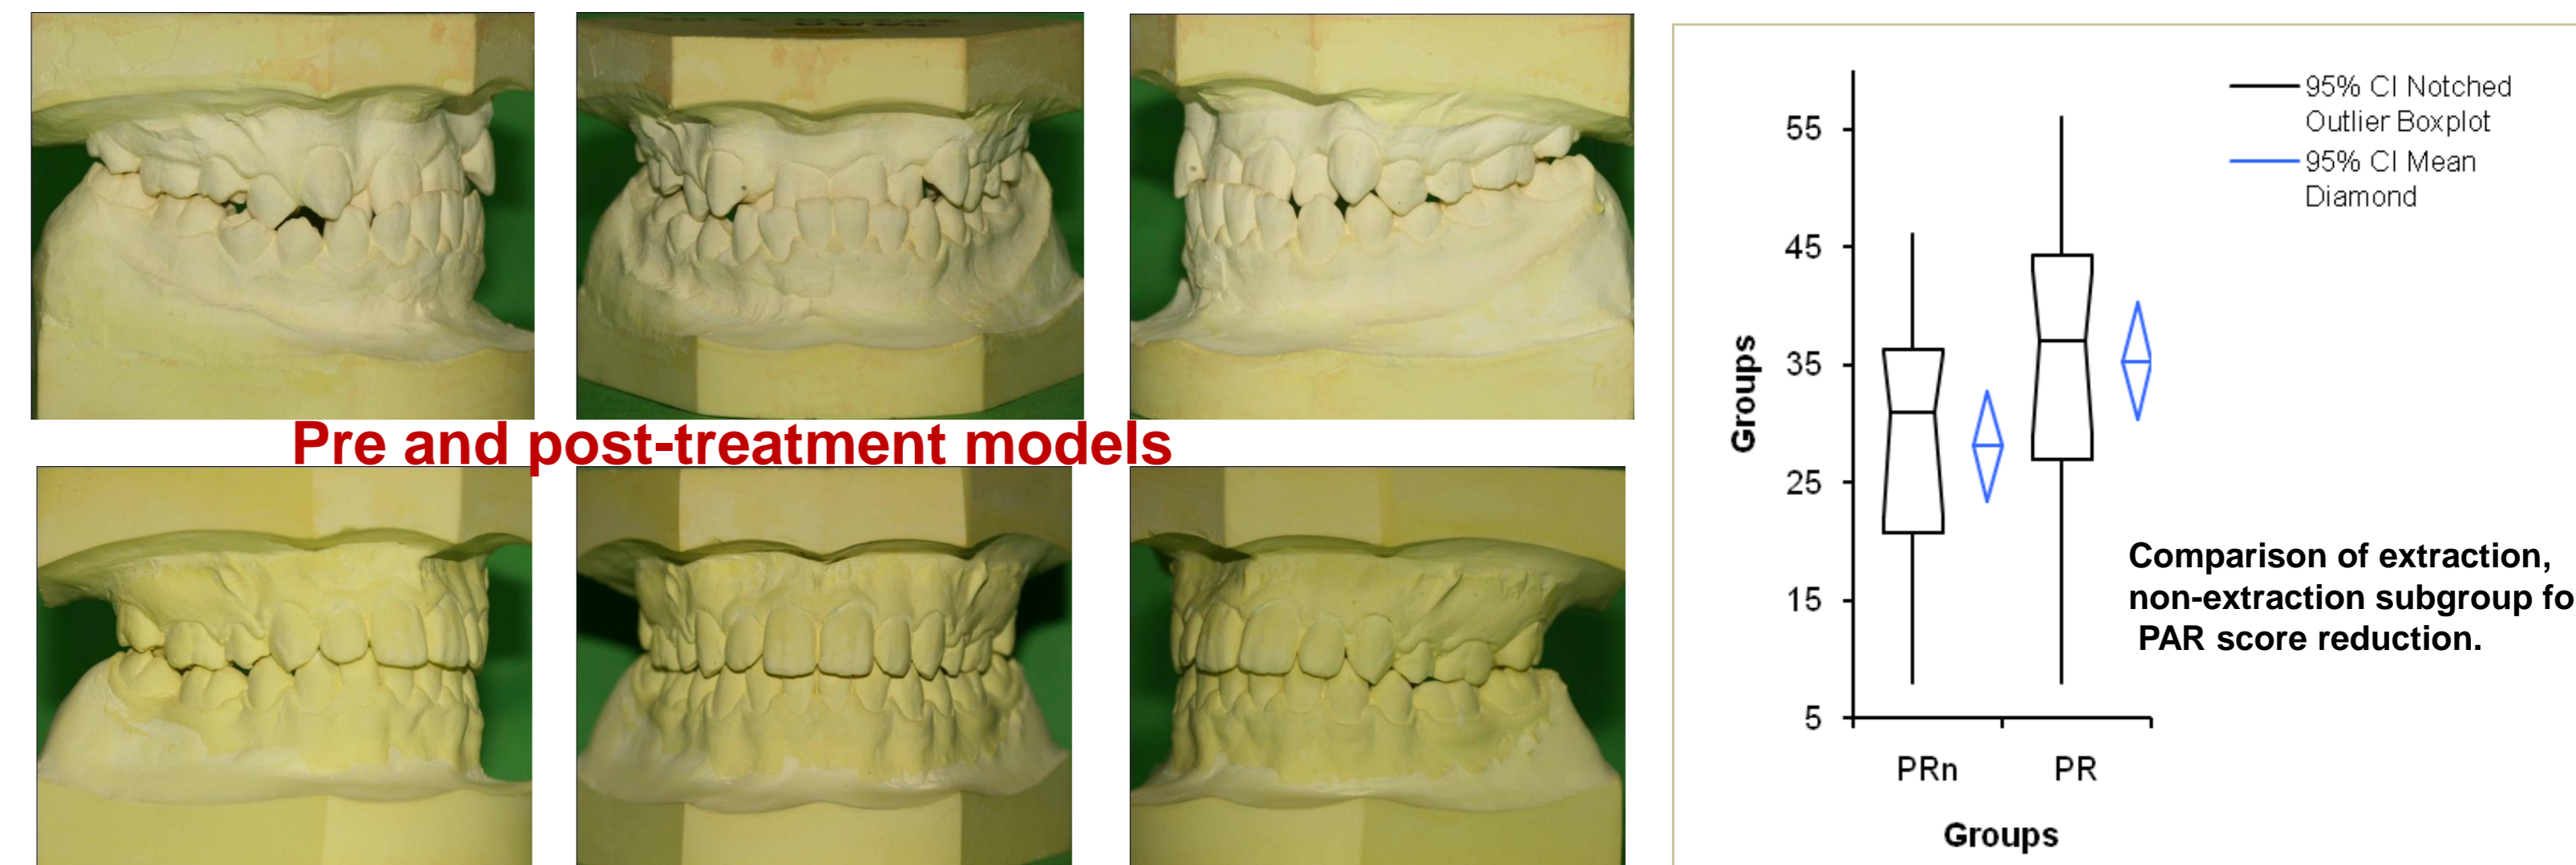 Pre and post-treatment models
95% CI Notched
Outlier Boxplot
95% CI Mean
Diamond
55
45
35
25
15
5
Groups
PRn
PR
Groups
Comparison of extraction,
non-extraction subgroup fo
PAR score reduction.